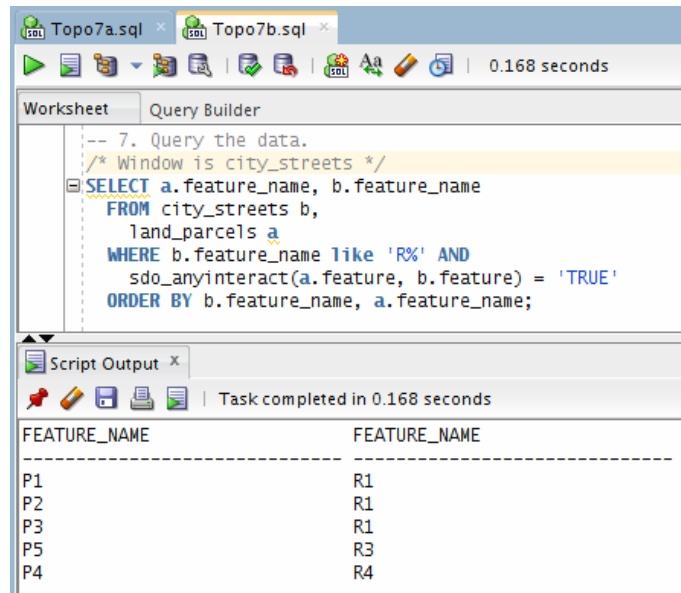 Topo7a.sql × Topo7b.sql ×
0.168 seconds
Worksheet Query Builder
-- 7. Query the data.
/* Window is city_streets */
SELECT a.feature_name, b.feature_name
FROM city_streets b,
land_parcels a
WHERE b.feature_name like 'R%' AND
sdo_anyinteract(a.feature, b.feature) = 'TRUE'
ORDER BY b.feature_name, a.feature_name;
Script Output ×
Task completed in 0.168 seconds
FEATURE_NAME FEATURE_NAME
------------------------------ ------------------------------
P1 R1
P2 R1
P3 R1
P5 R3
P4 R4